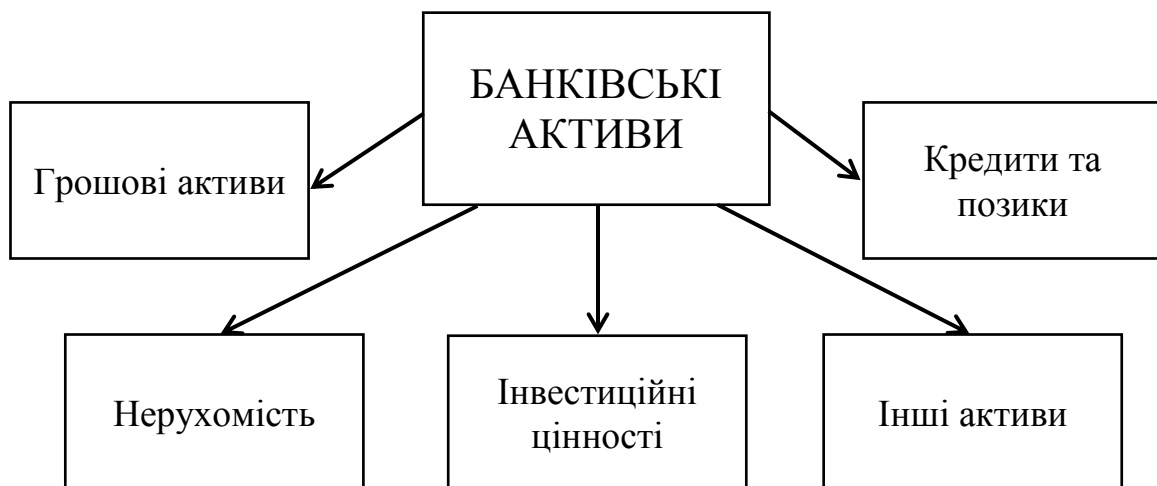 БАНКІВСЬКІ
АКТИВИ
Грошові активи
Кредити та
позики
Нерухомість
Інвестиційні
цінності
Інші активи